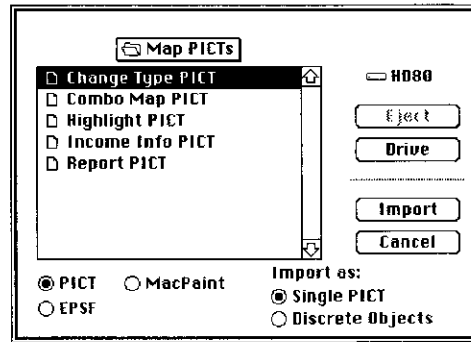 Map PICTs
Change Type PICT
Combo Map PICT
Highlight PICT
Income Info PICT
Report PICT
HD80
Eject
Drive
Import
Cancel
PICT MacPaint
EPSF
Import as:
Single PICT
Discrete Objects